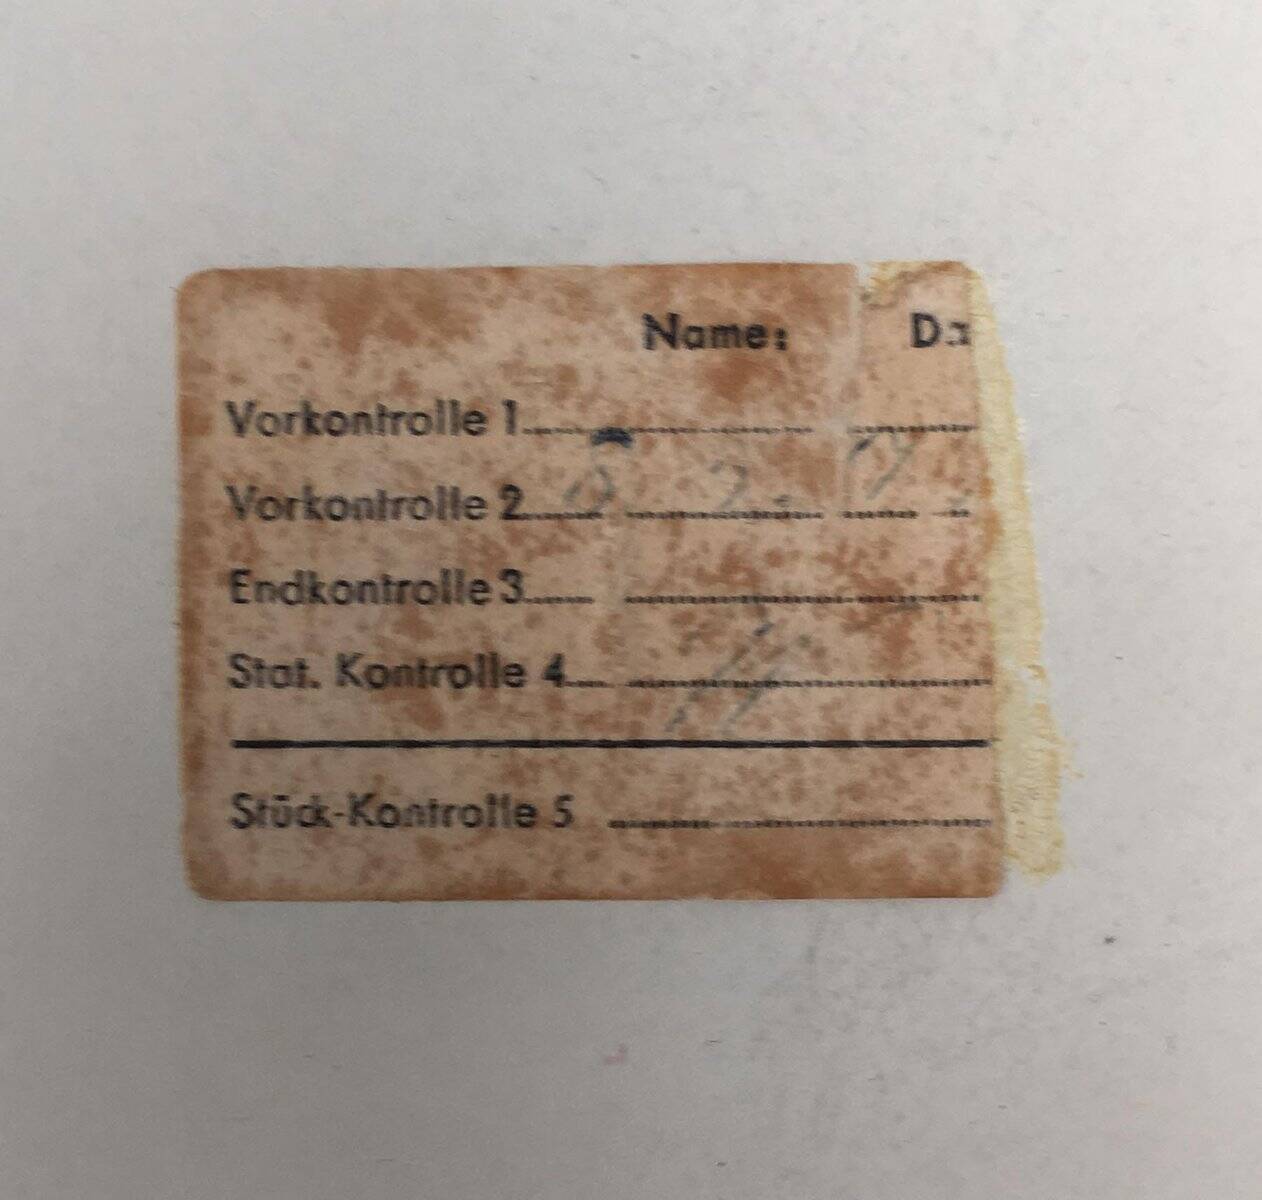 Name: Da
Vorkontrolle 1
Vorkontrolle 2
Endkontrolle 3
Stat. Kontrolle 4
Stück-Kontrolle 5